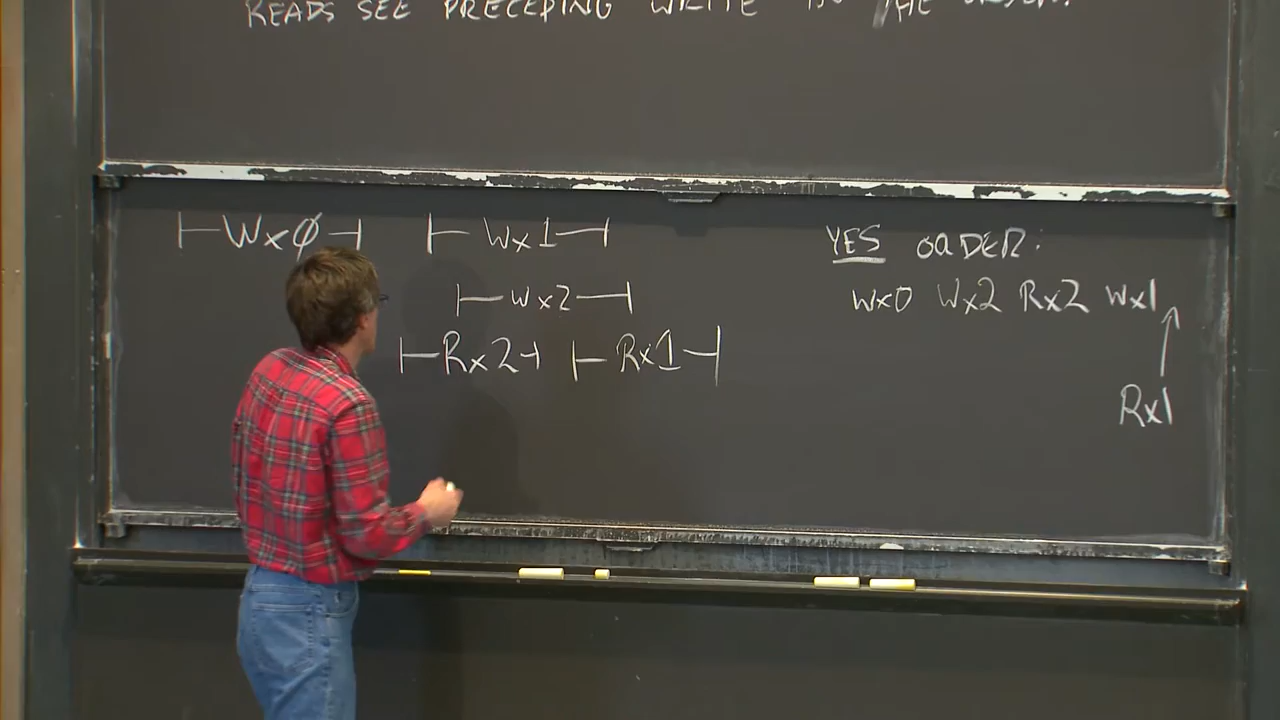 READS SEE PRECEDING WRITE IN THE ORDER.
⊢Wx∅⊣ ⊢Wx1⊣
⊢Wx2⊣
⊢Rx2⊣ ⊢Rx1⊣
YES ORDER:
Wx0 Wx2 Rx2 Wx1
Rx1